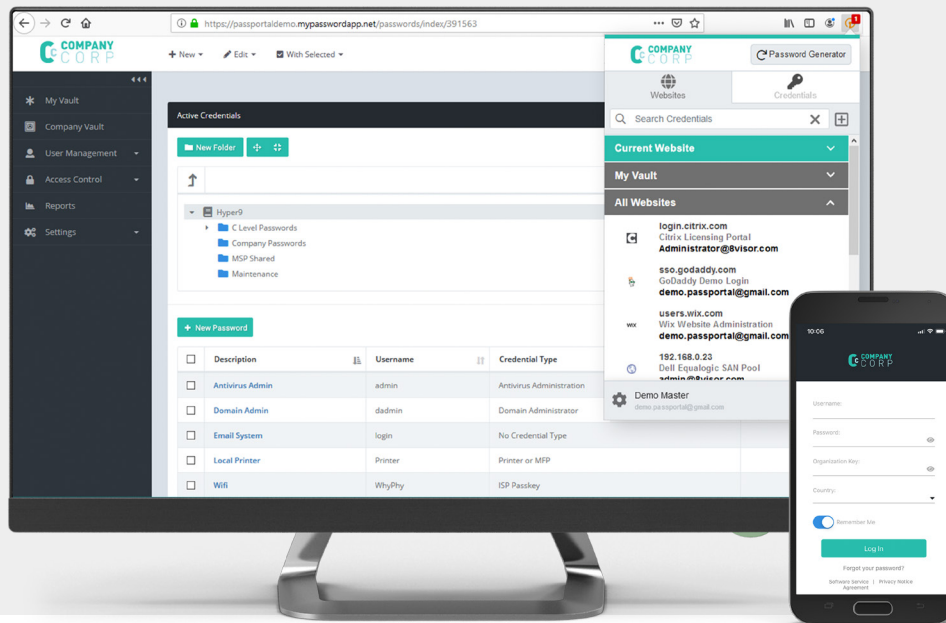 https://passportaldemo.mypasswordapp.net/passwords/index/391563
1
COMPANY
CORP
New
Edit
With Selected
My Vault
Company Vault
User Management
Access Control
Reports
Settings
Active Credentials
New Folder
Hyper9
C Level Passwords
Company Passwords
MSP Shared
Maintenance
+ New Password
Description Username Credential Type
Antivirus Admin admin Antivirus Administration
Domain Admin dadmin Domain Administrator
Email System login No Credential Type
Local Printer Printer Printer or MFP
Wifi WhyPhy ISP Passkey
COMPANY
CORP
Password Generator
Websites Credentials
Search Credentials
Current Website
My Vault
All Websites
login.citrix.com
Citrix Licensing Portal
Administrator@8visor.com
sso.godaddy.com
GoDaddy Demo Login
demo.passportal@gmail.com
WIX
users.wix.com
Wix Website Administration
demo.passportal@gmail.com
192.168.0.23
Dell Equalogic SAN Pool
admin@8visor.com
Demo Master
demo.passportal@gmail.com
10:06
COMPANY
CORP
Username:
Password:
Organization Key:
Country:
Remember Me
Log In
Forgot your password?
Software Service | Privacy Notice
Agreement